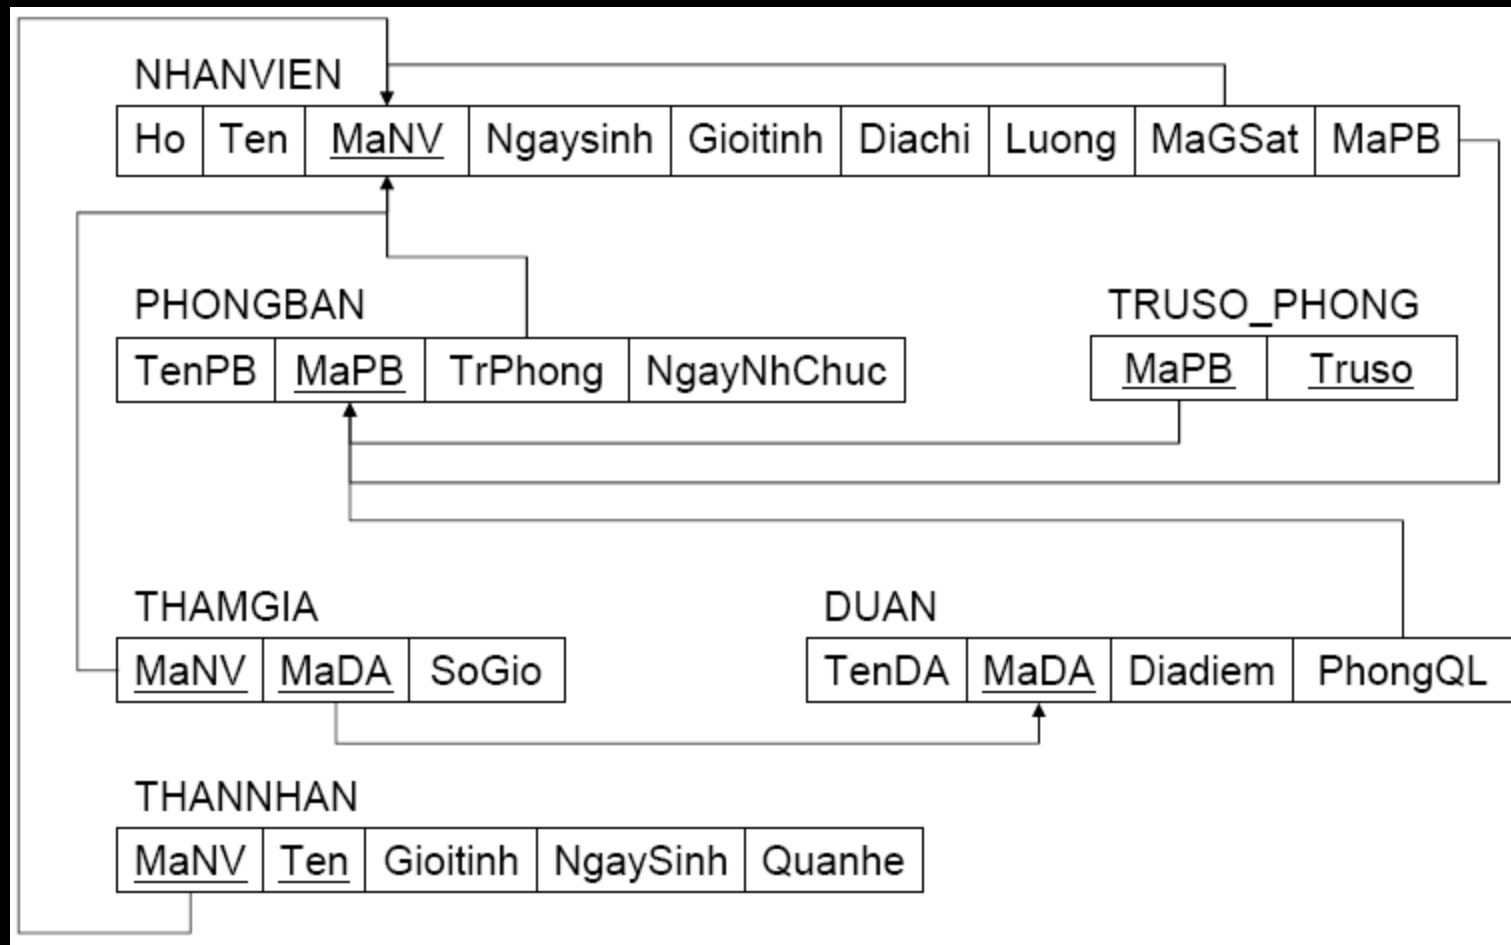 NHANVIEN
Ho Ten MaNV Ngaysinh Gioitinh Diachi Luong MaGSat MaPB
PHONGBAN
TenPB MaPB TrPhong NgayNhChuc
TRUSO_PHONG
MaPB Truso
THAMGIA
MaNV MaDA SoGio
DUAN
TenDA MaDA Diadiem PhongQL
THANNHAN
MaNV Ten Gioitinh NgaySinh Quanhe